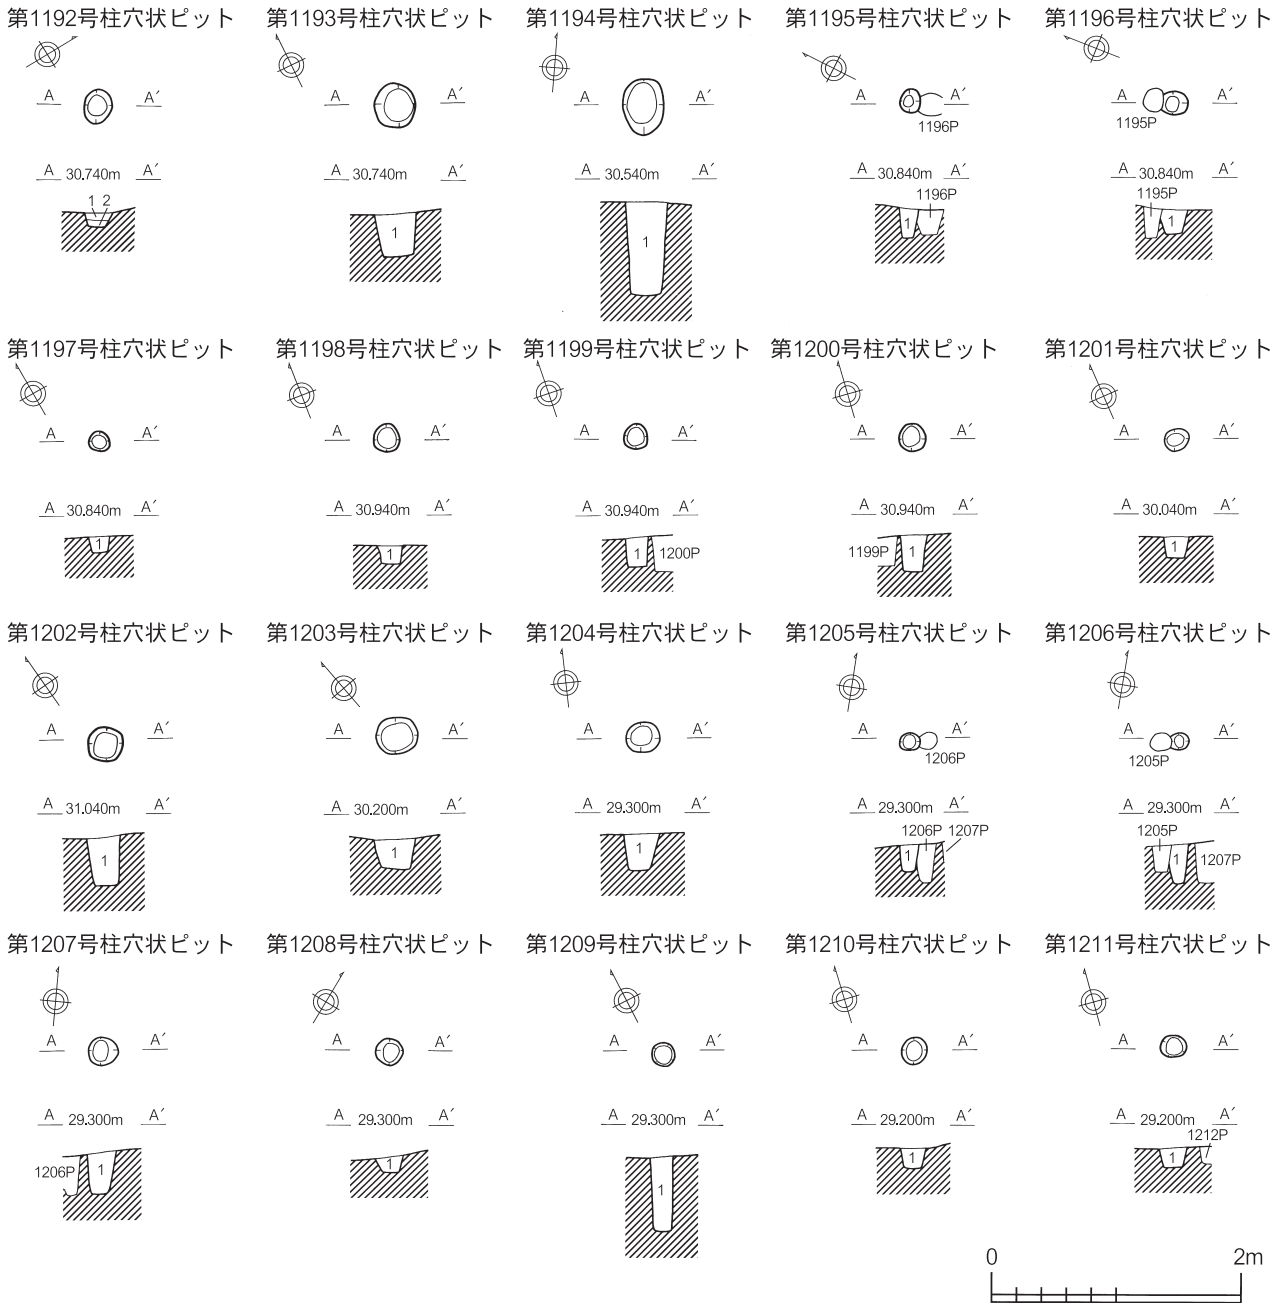 第1192号柱穴状ピット 第1193号柱穴状ピット 第1194号柱穴状ピット 第1195号柱穴状ピット 第1196号柱穴状ピット
A A′ A A′ A A′ A A′ A A′
1196P 1195P
A 30.740m A′ A 30.740m A′ A 30.540m A′ A 30.840m A′ A 30.840m A′
1 2 1 1 1 1196P 1195P 1
第1197号柱穴状ピット 第1198号柱穴状ピット 第1199号柱穴状ピット 第1200号柱穴状ピット 第1201号柱穴状ピット
A A′ A A′ A A′ A A′ A A′
A 30.840m A′ A 30.940m A′ A 30.940m A′ A 30.940m A′ A 30.040m A′
1 1 1 1200P 1199P 1 1
第1202号柱穴状ピット 第1203号柱穴状ピット 第1204号柱穴状ピット 第1205号柱穴状ピット 第1206号柱穴状ピット
A A′ A A′ A A′ A A′ A A′
1206P 1205P
A 31.040m A′ A 30.200m A′ A 29.300m A′ A 29.300m A′ A 29.300m A′
1206P 1207P 1205P
1 1 1 1 1 1207P
第1207号柱穴状ピット 第1208号柱穴状ピット 第1209号柱穴状ピット 第1210号柱穴状ピット 第1211号柱穴状ピット
A A′ A A′ A A′ A A′ A A′
A 29.300m A′ A 29.300m A′ A 29.300m A′ A 29.200m A′ A 29.200m A′
1212P
1206P 1 1 1 1 1
0 2m